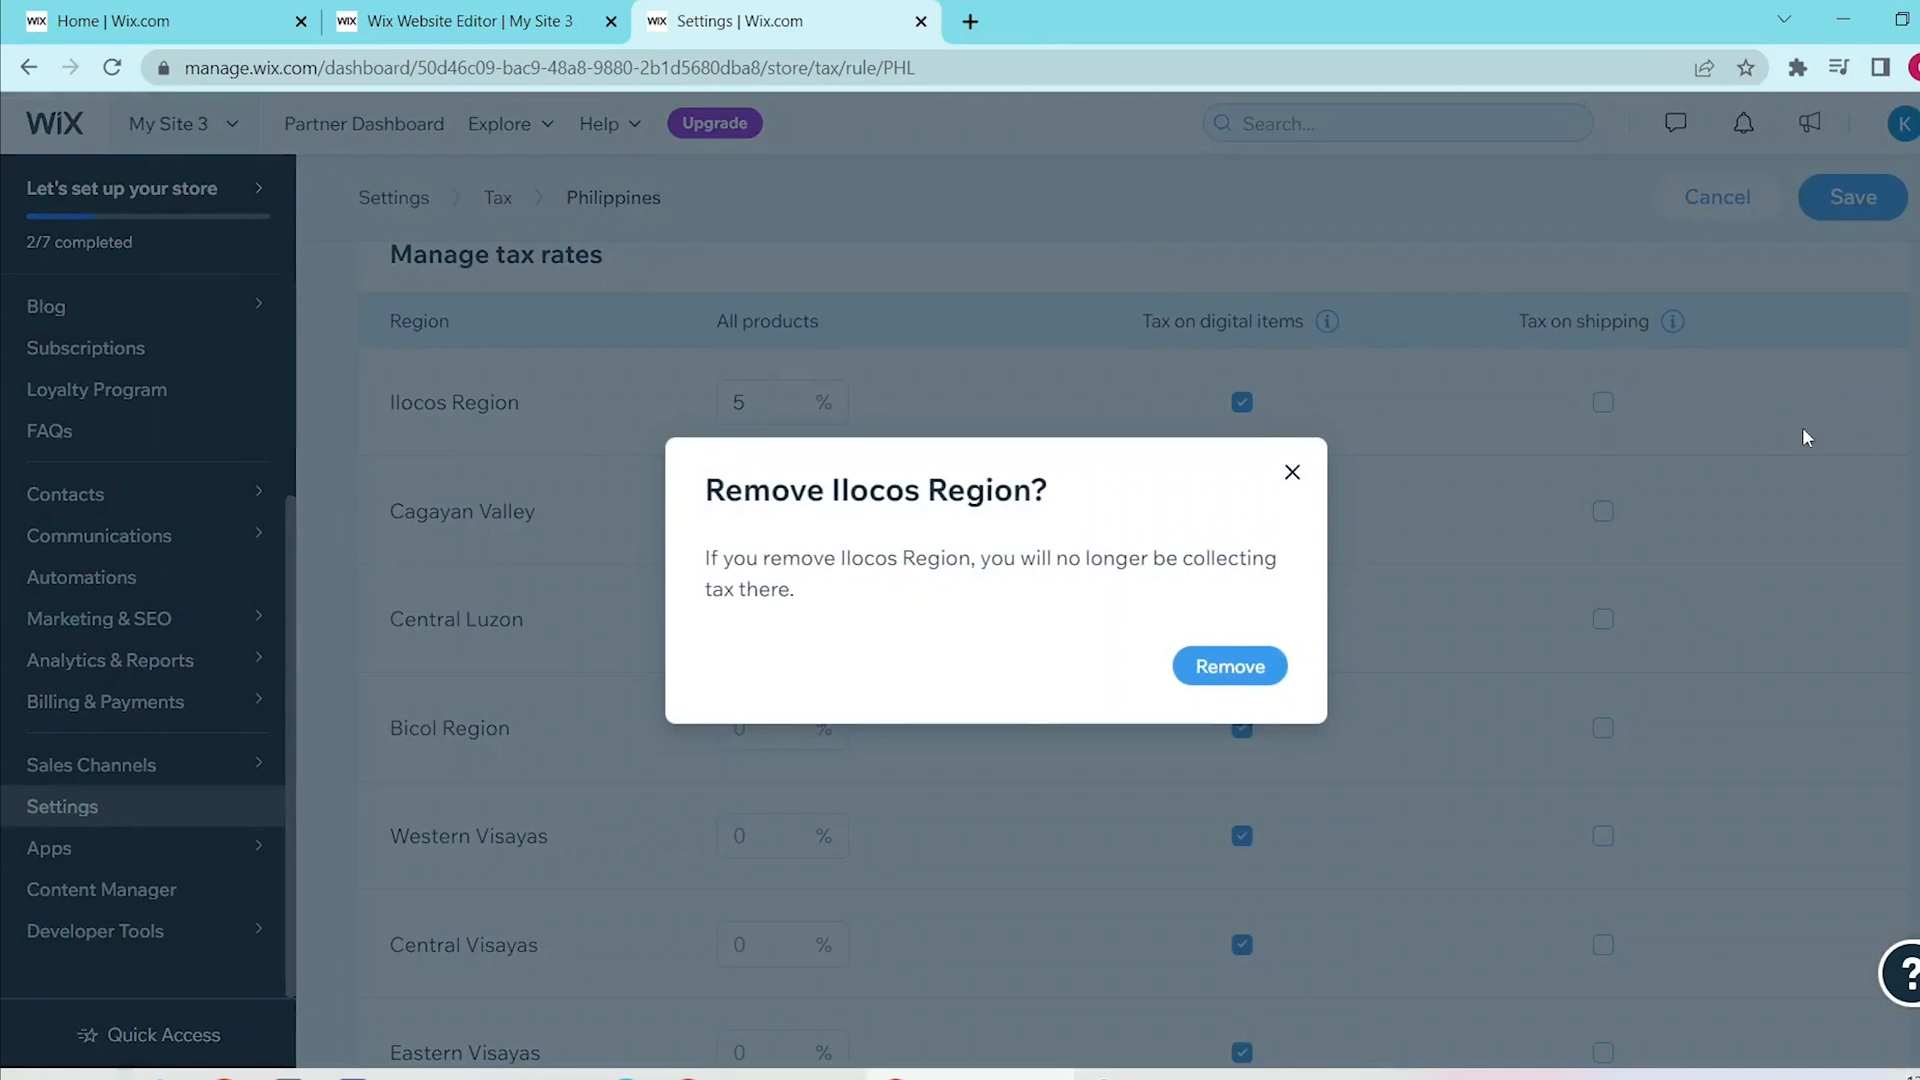 WIX Home | Wix.com
WIX Wix Website Editor | My Site 3
WIX Settings | Wix.com
manage.wix.com/dashboard/50d46c09-bac9-48a8-9880-2b1d5680dba8/store/tax/rule/PHL
WiX My Site 3 Partner Dashboard Explore Help Upgrade Search... K
Let's set up your store
2/7 completed
Blog
Subscriptions
Loyalty Program
FAQs
Contacts
Communications
Automations
Marketing & SEO
Analytics & Reports
Billing & Payments
Sales Channels
Settings
Apps
Content Manager
Developer Tools
Quick Access
Settings Tax Philippines Cancel Save
Manage tax rates
Region All products Tax on digital items Tax on shipping
Ilocos Region 5 %
Cagayan Valley
Central Luzon
Bicol Region 0 %
Western Visayas 0 %
Central Visayas 0 %
Eastern Visayas 0 %
Remove Ilocos Region?
If you remove Ilocos Region, you will no longer be collecting
tax there.
Remove
?